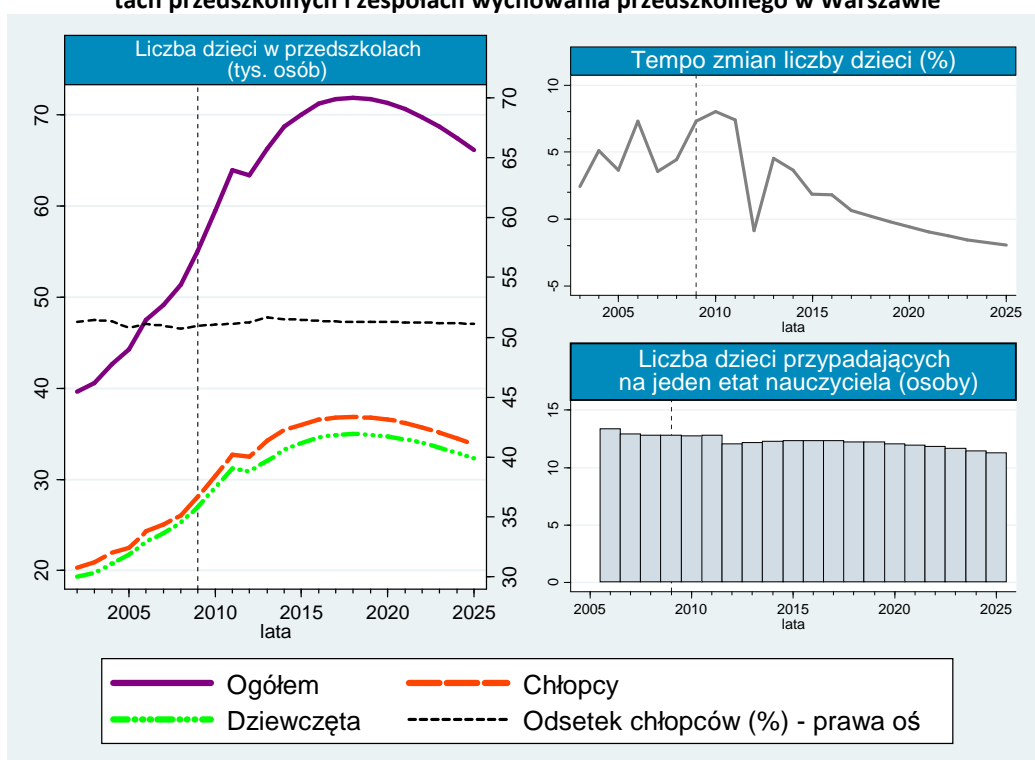 tach przedszkolnych i zespołach wychowania przedszkolnego w Warszawie
Liczba dzieci w przedszkolach
(tys. osób)
70
60
50
40
30
20
70
65
60
55
50
45
40
35
30
2005
2010
2015
2020
2025
lata
Tempo zmian liczby dzieci (%)
10
5
0
-5
2005
2010
2015
2020
2025
lata
Liczba dzieci przypadających
na jeden etat nauczyciela (osoby)
15
10
5
0
2005
2010
2015
2020
2025
lata
Ogółem
Chłopcy
Dziewczęta
Odsetek chłopców (%) - prawa oś